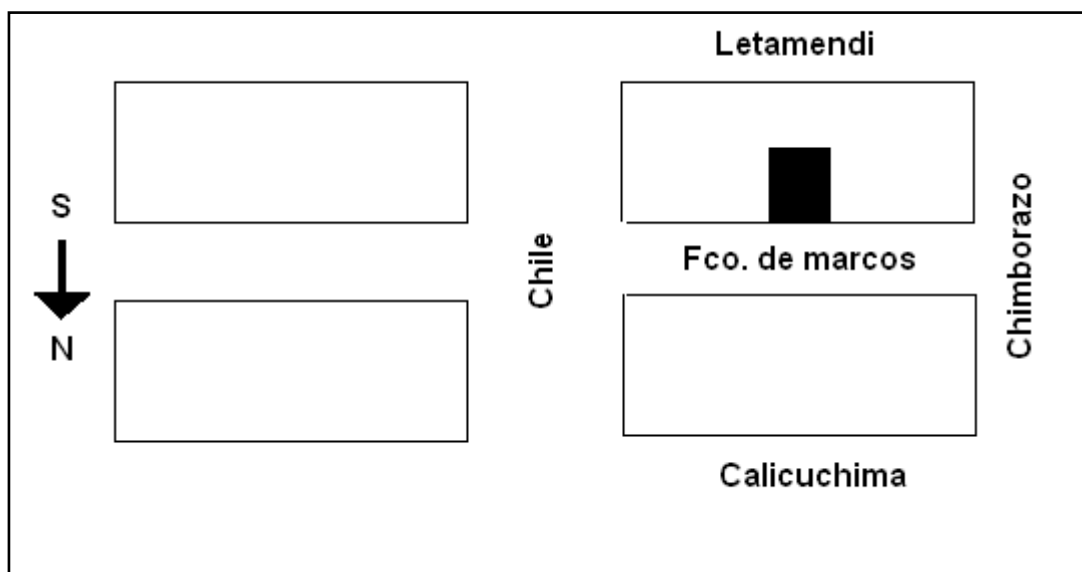 Letamendi
S
Chile
Fco. de marcos
Chimborazo
N
Calicuchima